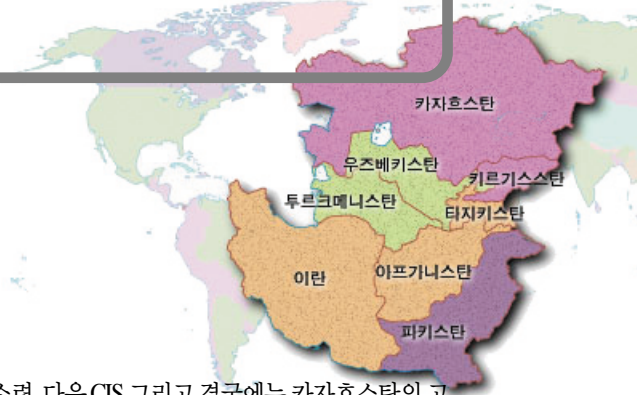 카자흐스탄
우즈베키스탄
키르기스스탄
투르크메니스탄
타지키스탄
이란
아프가니스탄
파키스탄
소련, 다음 CIS 그리고 결국에는 카자흐스탄의 고